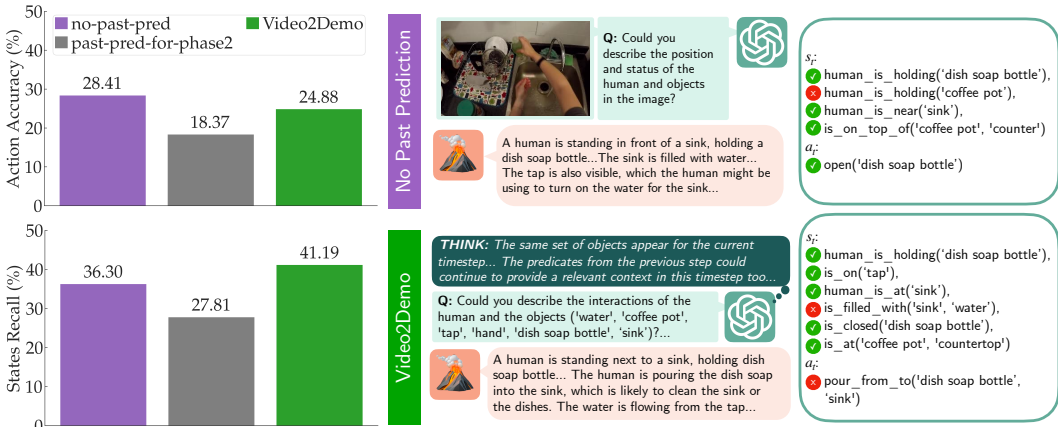 no-past-pred
past-pred-for-phase2
Video2Demo
Action Accuracy (%)
50
40
30
20
10
0
28.41
18.37
24.88
States Recall (%)
50
40
30
20
10
0
36.30
27.81
41.19
No Past Prediction
Q: Could you
describe the position
and status of the
human and objects
in the image?
A human is standing in front of a sink, holding a
dish soap bottle...The sink is filled with water...
The tap is also visible, which the human might be
using to turn on the water for the sink...
sₜ:
human_is_holding('dish soap bottle'),
human_is_holding('coffee pot'),
human_is_near('sink'),
is_on_top_of('coffee pot', 'counter')
aₜ:
open('dish soap bottle')
Video2Demo
THINK: The same set of objects appear for the current
timestep... The predicates from the previous step could
continue to provide a relevant context in this timestep too...
Q: Could you describe the interactions of the
human and the objects ('water', 'coffee pot',
'tap', 'hand', 'dish soap bottle', 'sink')?...
A human is standing next to a sink, holding dish
soap bottle... The human is pouring the dish soap
into the sink, which is likely to clean the sink or
the dishes. The water is flowing from the tap...
sₜ:
human_is_holding('dish soap bottle'),
is_on('tap'),
human_is_at('sink'),
is_filled_with('sink', 'water'),
is_closed('dish soap bottle'),
is_at('coffee pot', 'countertop')
aₜ:
pour_from_to('dish soap bottle',
'sink')